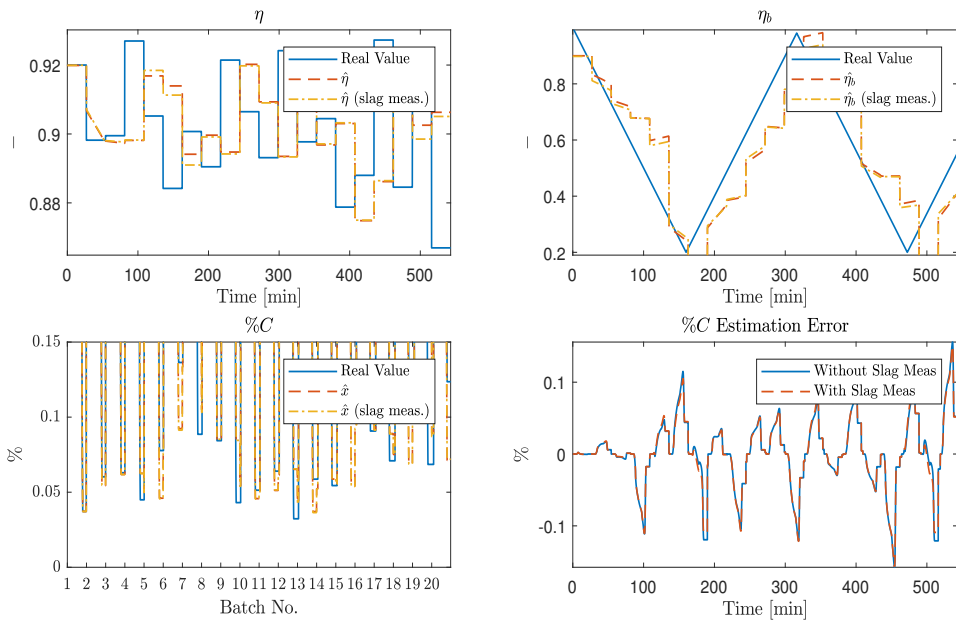 η
0.92
0.9
0.88
–
0 100 200 300 400 500
Time [min]
Real Value
η̂
η̂ (slag meas.)
η_b
0.8
0.6
0.4
0.2
–
0 100 200 300 400 500
Time [min]
Real Value
η̂_b
η̂_b (slag meas.)
%C
0.15
0.1
0.05
0
%
1 2 3 4 5 6 7 8 9 10 11 12 13 14 15 16 17 18 19 20
Batch No.
Real Value
x̂
x̂ (slag meas.)
%C Estimation Error
0.1
0
-0.1
%
0 100 200 300 400 500
Time [min]
Without Slag Meas
With Slag Meas